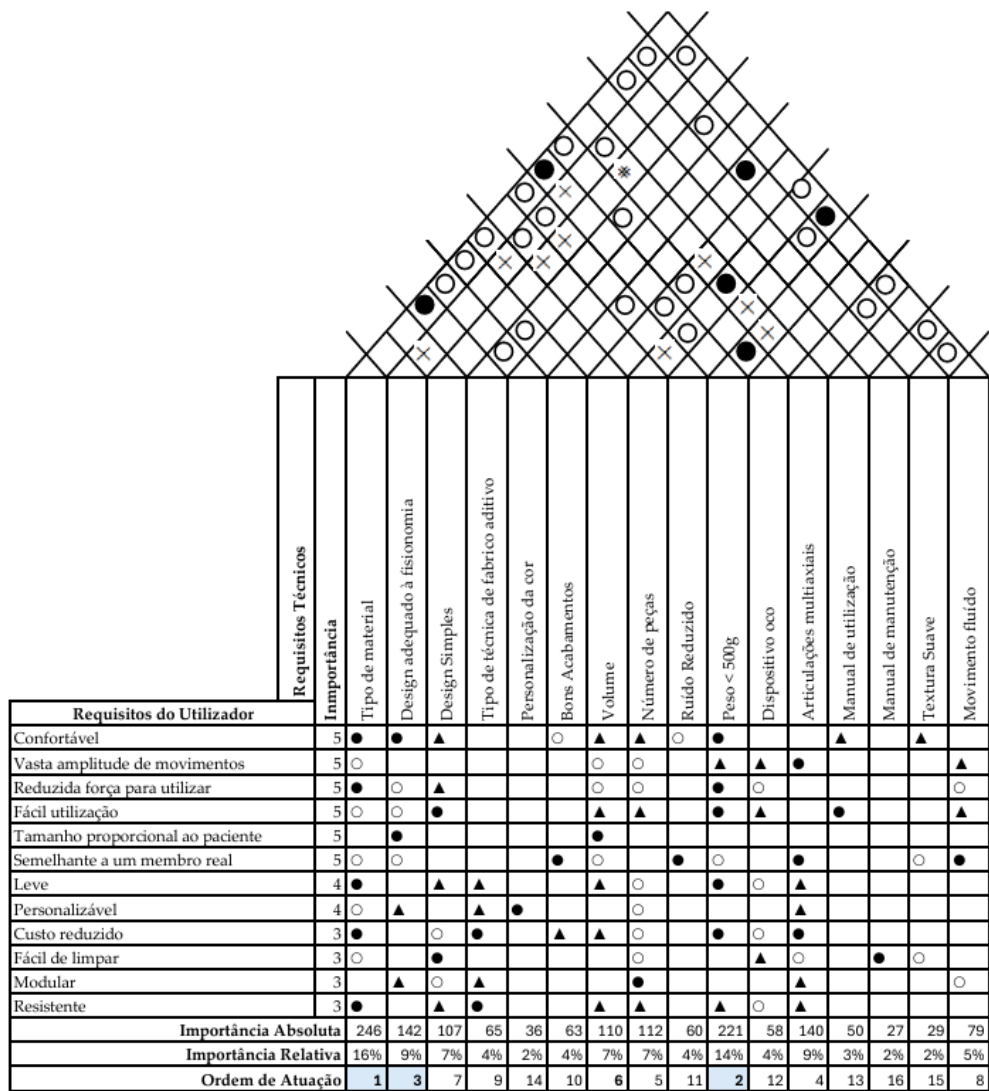 Requisitos Técnicos
Inmportância
Tipo de material
Design adequado à fisionomia
Design Simples
Tipo de técnica de fabrico aditivo
Personalização da cor
Bons Acabamentos
Volume
Número de peças
Ruído Reduzido
Peso < 500g
Dispositivo oco
Articulações multiaxiais
Manual de utilização
Manual de manutenção
Textura Suave
Movimento fluído
Requisitos do Utilizador
Confortável 5 ● ● ▲ ○ ▲ ▲ ○ ● ▲ ▲
Vasta amplitude de movimentos 5 ○ ○ ○ ▲ ▲ ● ▲
Reduzida força para utilizar 5 ● ○ ▲ ○ ○ ● ○ ○
Fácil utilização 5 ○ ○ ● ▲ ▲ ● ▲ ● ▲
Tamanho proporcional ao paciente 5 ● ●
Semelhante a um membro real 5 ○ ○ ● ○ ● ○ ● ○ ●
Leve 4 ● ▲ ▲ ▲ ○ ● ○ ▲
Personalizável 4 ○ ▲ ▲ ● ○ ▲
Custo reduzido 3 ● ○ ● ▲ ▲ ○ ● ○ ●
Fácil de limpar 3 ○ ● ○ ▲ ○ ● ○
Modular 3 ▲ ○ ▲ ● ▲ ○
Resistente 3 ● ▲ ● ▲ ▲ ▲ ○ ▲
Importância Absoluta 246 142 107 65 36 63 110 112 60 221 58 140 50 27 29 79
Importância Relativa 16% 9% 7% 4% 2% 4% 7% 7% 4% 14% 4% 9% 3% 2% 2% 5%
Ordem de Atuação 1 3 7 9 14 10 6 5 11 2 12 4 13 16 15 8